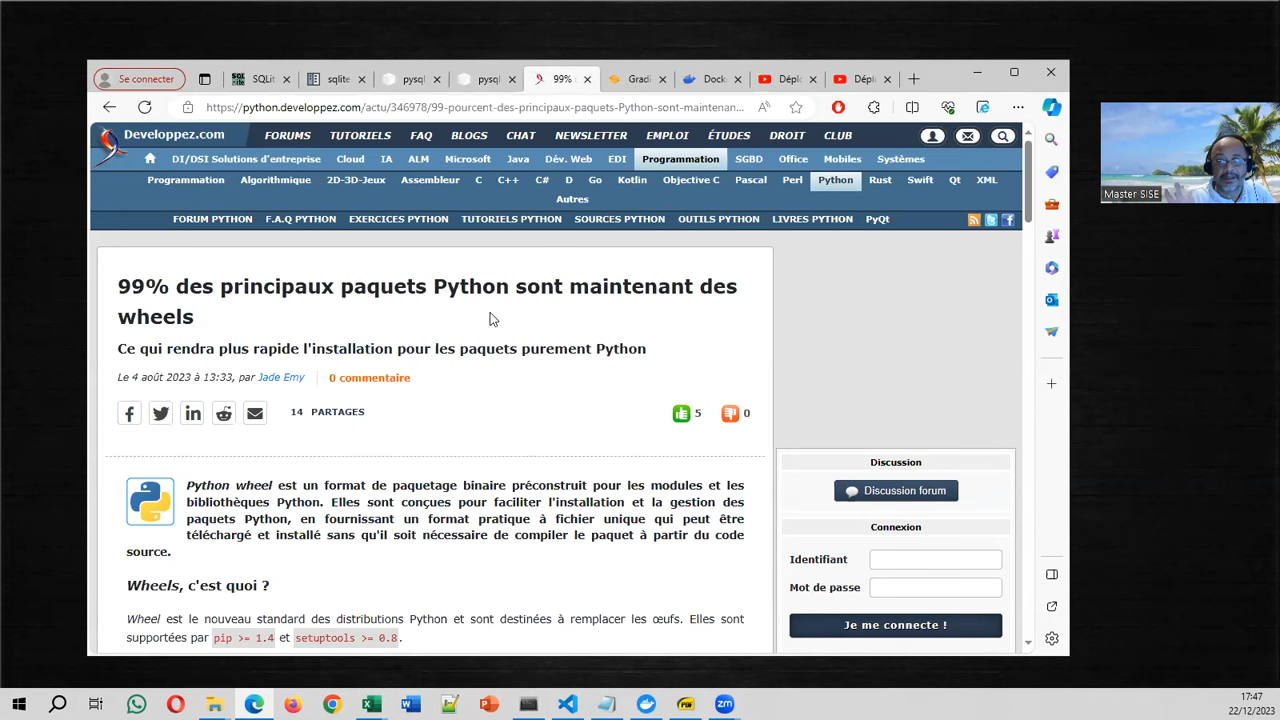 Se connecter
SQLit
sqlite
pysql
pysql
99%
Gradi
Dock
Déplo
Déplo
https://python.developpez.com/actu/346978/99-pourcent-des-principaux-paquets-Python-sont-maintenan...
Developpez.com
FORUMS TUTORIELS FAQ BLOGS CHAT NEWSLETTER EMPLOI ÉTUDES DROIT CLUB
DI/DSI Solutions d'entreprise Cloud IA ALM Microsoft Java Dév. Web EDI Programmation SGBD Office Mobiles Systèmes
Programmation Algorithmique 2D-3D-Jeux Assembleur C C++ C# D Go Kotlin Objective C Pascal Perl Python Rust Swift Qt XML
Autres
FORUM PYTHON F.A.Q PYTHON EXERCICES PYTHON TUTORIELS PYTHON SOURCES PYTHON OUTILS PYTHON LIVRES PYTHON PyQt
99% des principaux paquets Python sont maintenant des
wheels
Ce qui rendra plus rapide l'installation pour les paquets purement Python
Le 4 août 2023 à 13:33, par Jade Emy
0 commentaire
14 PARTAGES
5
0
Python wheel est un format de paquetage binaire préconstruit pour les modules et les
bibliothèques Python. Elles sont conçues pour faciliter l'installation et la gestion des
paquets Python, en fournissant un format pratique à fichier unique qui peut être
téléchargé et installé sans qu'il soit nécessaire de compiler le paquet à partir du code
source.
Wheels, c'est quoi ?
Wheel est le nouveau standard des distributions Python et sont destinées à remplacer les œufs. Elles sont
supportées par pip >= 1.4 et setuptools >= 0.8.
Discussion
Discussion forum
Connexion
Identifiant
Mot de passe
Je me connecte !
Master SISE
17:47
22/12/2023